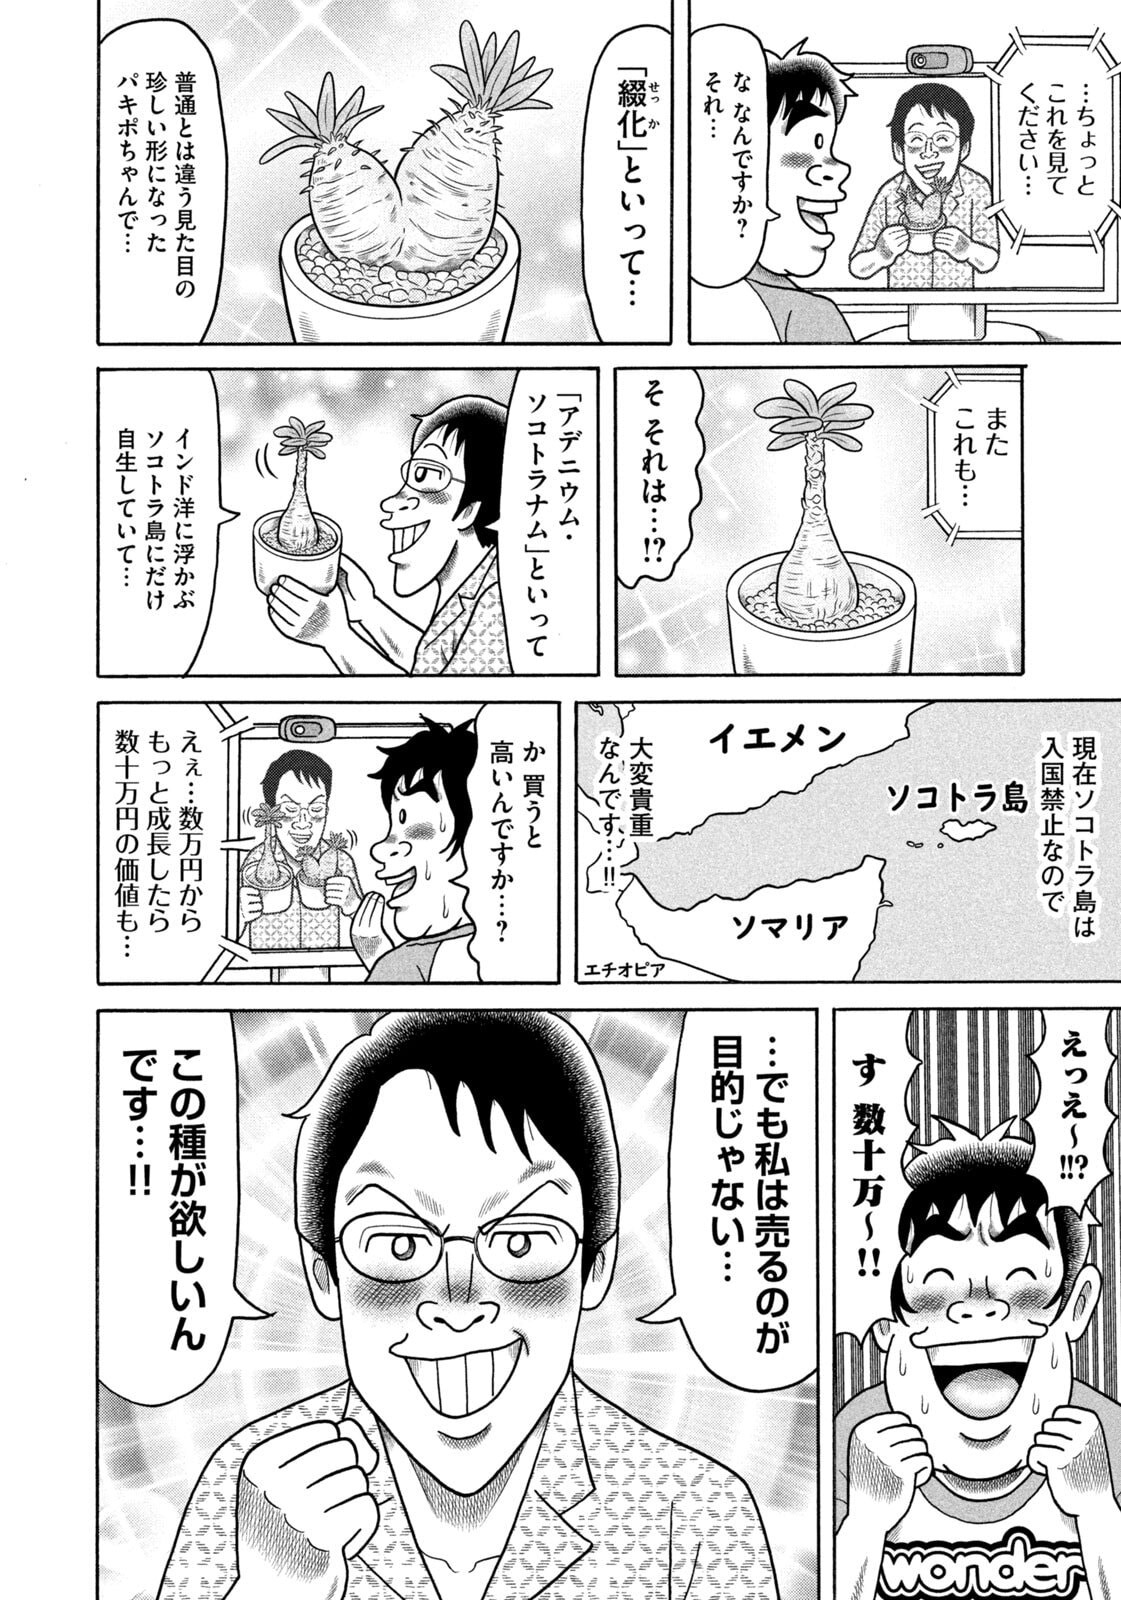 …ちょっと
これを見て
ください…
な なんですか?
それ…
「綴化」といって…
せっか
普通とは違う見た目の
珍しい形になった
パキポちゃんで…
また
これも…
そ それは…!?
「アデニウム・
ソコトラナム」といって
インド洋に浮かぶ
ソコトラ島にだけ
自生していて…
現在ソコトラ島は
入国禁止なので
大変貴重
なんです…!!
イエメン
ソコトラ島
ソマリア
エチオピア
か 買うと
高いんですか…?
ええ…数万円から
もっと成長したら
数十万円の価値も…
えっえ〜!!?
す 数十万〜!!
wonder
…でも私は売るのが
目的じゃない…
この種が欲しいん
です…!!